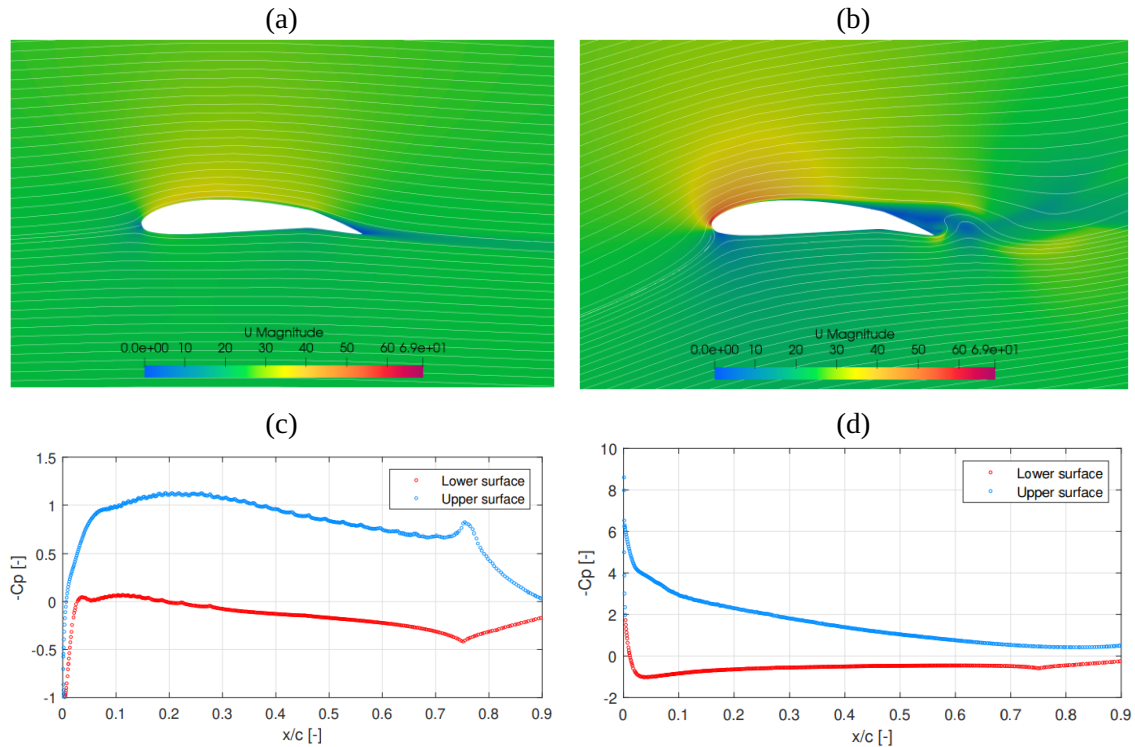 (a)
(b)
U Magnitude
0.0e+00 10 20 30 40 50 60 6.9e+01
U Magnitude
0.0e+00 10 20 30 40 50 60 6.9e+01
(c)
(d)
1.5
1
0.5
0
-0.5
-1
-Cp [-]
Lower surface
Upper surface
0 0.1 0.2 0.3 0.4 0.5 0.6 0.7 0.8 0.9
x/c [-]
10
8
6
4
2
0
-2
-Cp [-]
Lower surface
Upper surface
0 0.1 0.2 0.3 0.4 0.5 0.6 0.7 0.8 0.9
x/c [-]